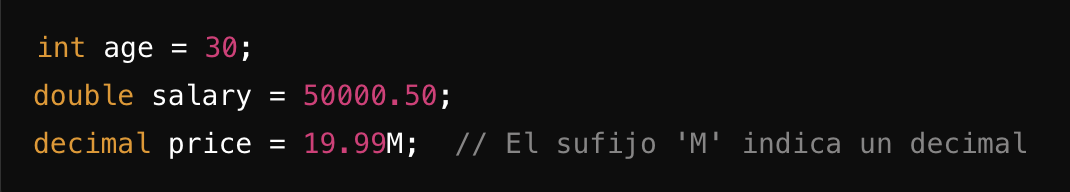 int age = 30;
double salary = 50000.50;
decimal price = 19.99M;  // El sufijo 'M' indica un decimal